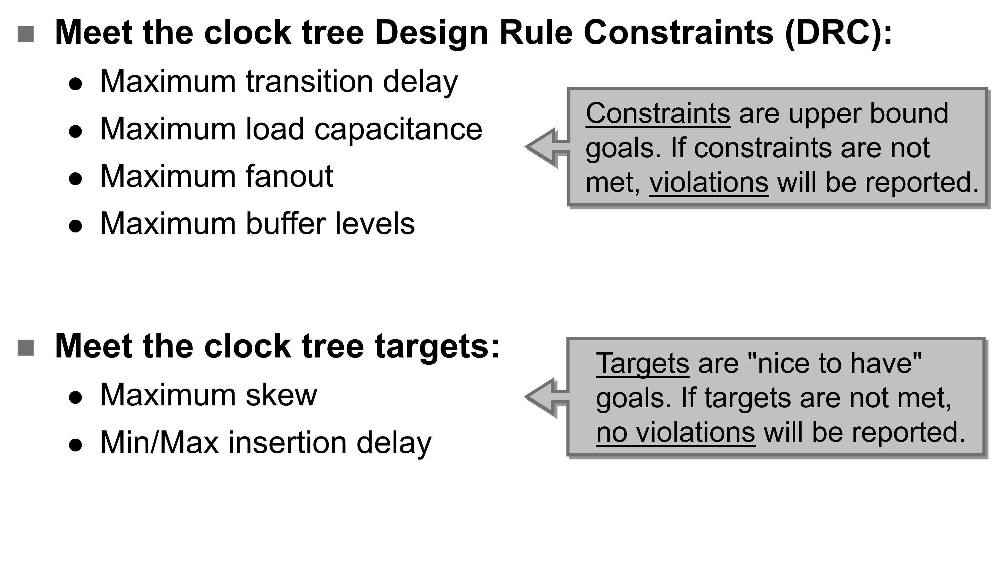 Meet the clock tree Design Rule Constraints (DRC):
Maximum transition delay
Maximum load capacitance
Maximum fanout
Maximum buffer levels
Constraints are upper bound
goals. If constraints are not
met, violations will be reported.
Meet the clock tree targets:
Maximum skew
Min/Max insertion delay
Targets are "nice to have"
goals. If targets are not met,
no violations will be reported.